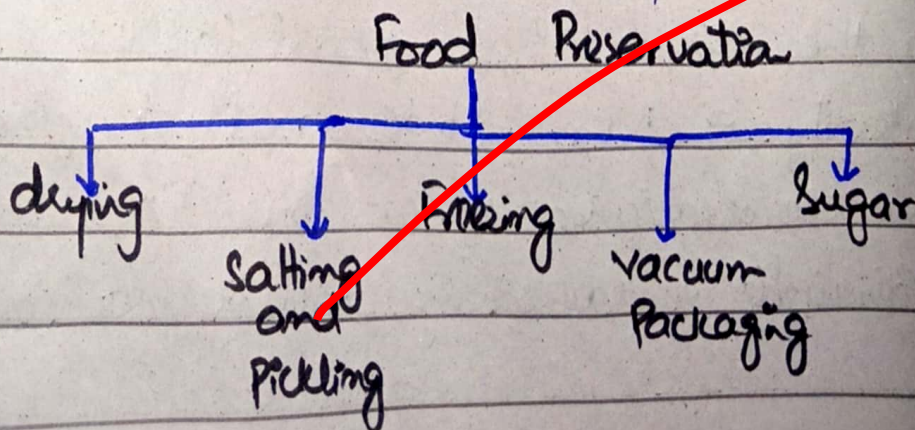 Food Preservation
drying
Salting
and
Pickling
Freezing
Vacuum
Packaging
Sugar